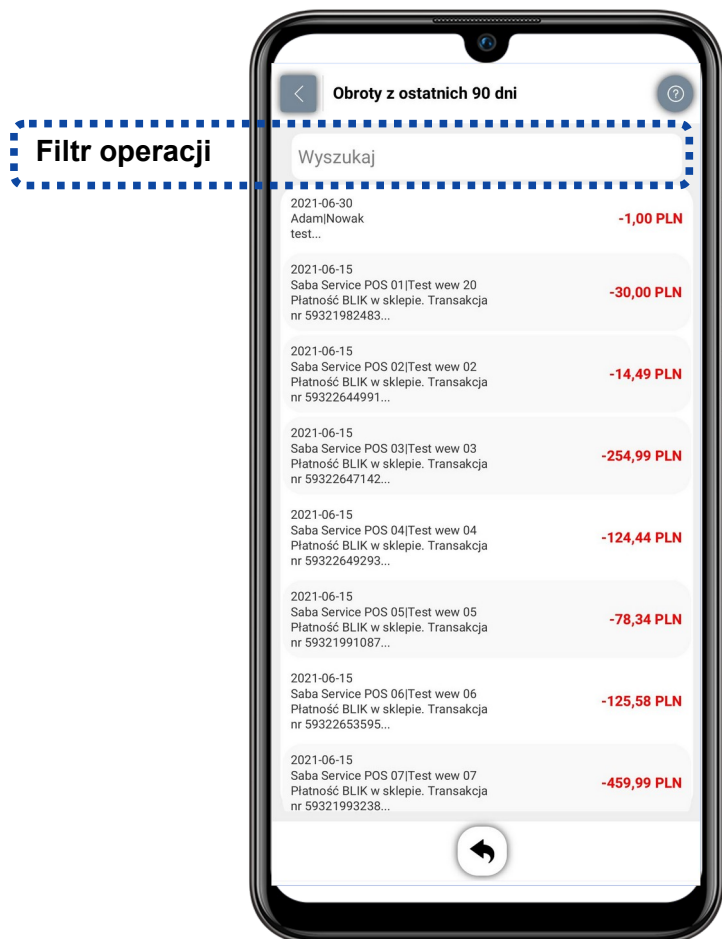 Obroty z ostatnich 90 dni
Filtr operacji
Wyszukaj
2021-06-30
Adam|Nowak
test...
-1,00 PLN
2021-06-15
Saba Service POS 01|Test wew 20
Płatność BLIK w sklepie. Transakcja
nr 59321982483...
-30,00 PLN
2021-06-15
Saba Service POS 02|Test wew 02
Płatność BLIK w sklepie. Transakcja
nr 59322644991...
-14,49 PLN
2021-06-15
Saba Service POS 03|Test wew 03
Płatność BLIK w sklepie. Transakcja
nr 59322647142...
-254,99 PLN
2021-06-15
Saba Service POS 04|Test wew 04
Płatność BLIK w sklepie. Transakcja
nr 59322649293...
-124,44 PLN
2021-06-15
Saba Service POS 05|Test wew 05
Płatność BLIK w sklepie. Transakcja
nr 59321991087...
-78,34 PLN
2021-06-15
Saba Service POS 06|Test wew 06
Płatność BLIK w sklepie. Transakcja
nr 59322653595...
-125,58 PLN
2021-06-15
Saba Service POS 07|Test wew 07
Płatność BLIK w sklepie. Transakcja
nr 59321993238...
-459,99 PLN